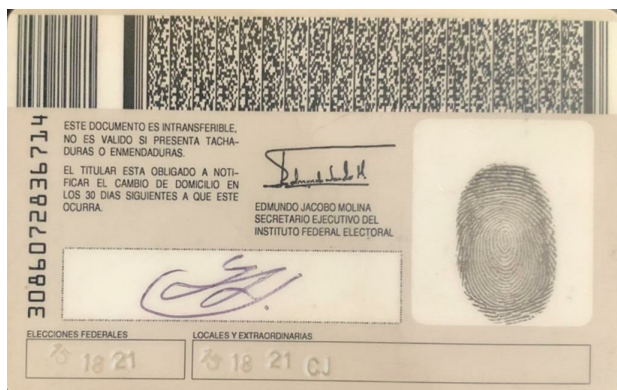 3086072836714
ESTE DOCUMENTO ES INTRANSFERIBLE,
NO ES VALIDO SI PRESENTA TACHA-
DURAS O ENMENDADURAS.
EL TITULAR ESTA OBLIGADO A NOTI-
FICAR EL CAMBIO DE DOMICILIO EN
LOS 30 DIAS SIGUIENTES A QUE ESTE
OCURRA.
EDMUNDO JACOBO MOLINA
SECRETARIO EJECUTIVO DEL
INSTITUTO FEDERAL ELECTORAL
ELECCIONES FEDERALES
18 21
LOCALES Y EXTRAORDINARIAS
18 21 CJ